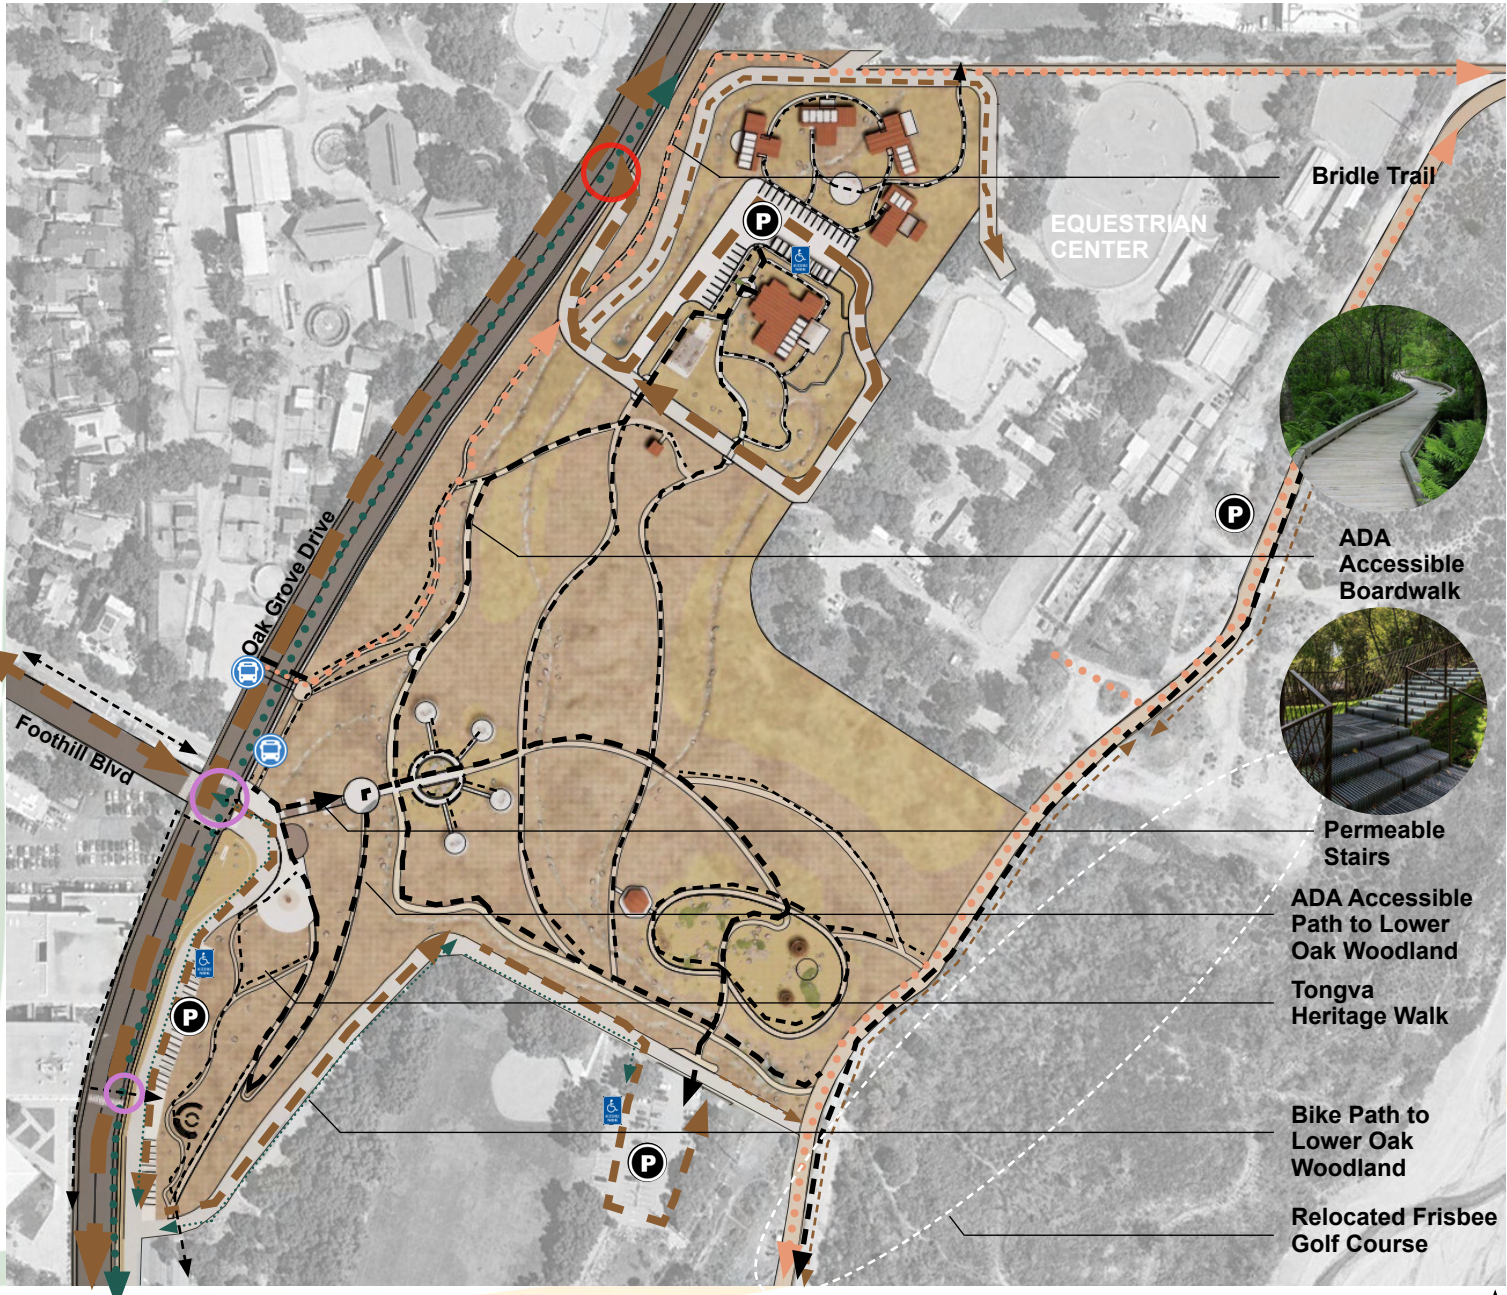 Bridle Trail
P
EQUESTRIAN
CENTER
P
ADA
Accessible
Boardwalk
Oak Grove Drive
Foothill Blvd
Permeable
Stairs
ADA Accessible
Path to Lower
Oak Woodland
Tongva
Heritage Walk
P
Bike Path to
Lower Oak
Woodland
P
Relocated Frisbee
Golf Course